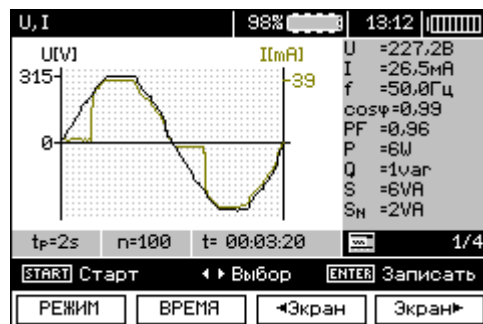 U, I 98% 13:12
U[V] I[mA]
315 39
0
U =227,2В
I =26,5мА
f =50,0Гц
cosφ=0,99
PF =0,96
P =6W
Q =1var
S =6VA
SN =2VA
tP=2s n=100 t= 00:03:20 1/4
START Старт Выбор ENTER Записать
РЕЖИМ ВРЕМЯ Экран Экран